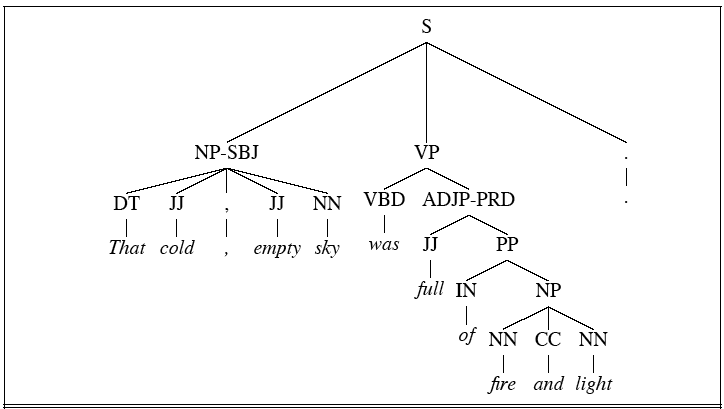 S
NP-SBJ VP .
DT JJ , JJ NN VBD ADJP-PRD .
That cold , empty sky was JJ PP
full IN NP
of NN CC NN
fire and light